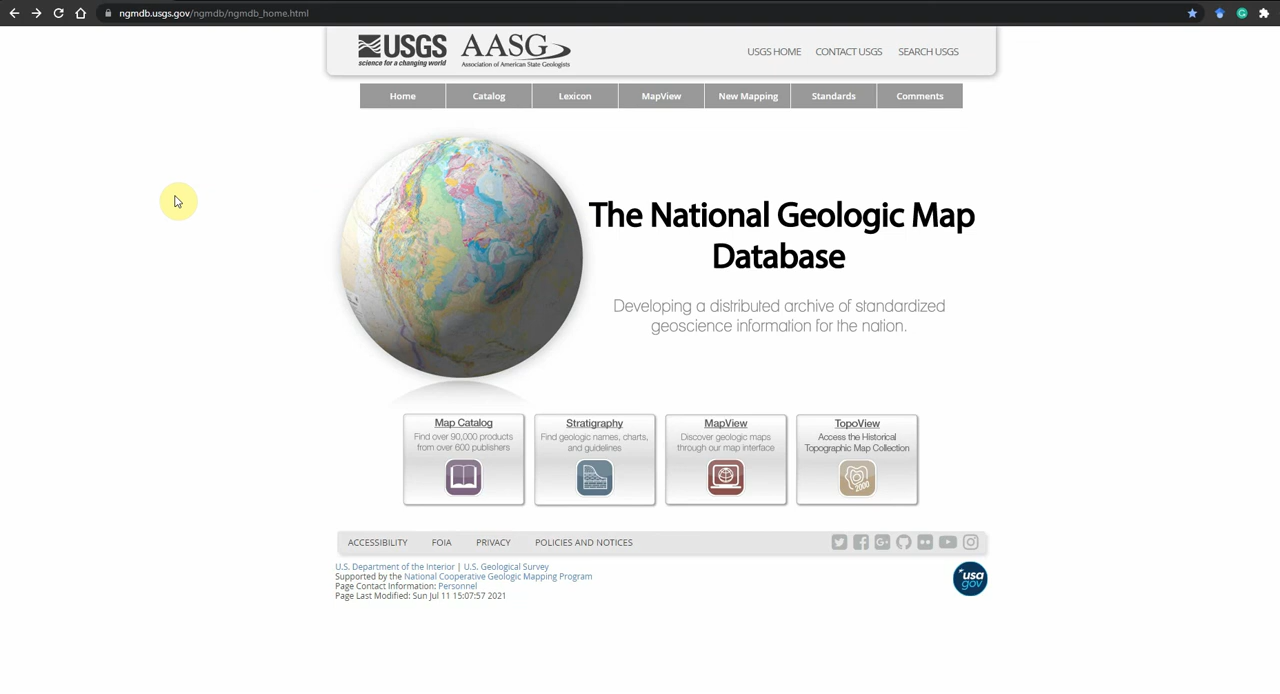 ngmdb.usgs.gov/ngmdb/ngmdb_home.html
USGS
science for a changing world
AASG
Association of American State Geologists
USGS HOME CONTACT USGS SEARCH USGS
Home Catalog Lexicon MapView New Mapping Standards Comments
The National Geologic Map
Database
Developing a distributed archive of standardized
geoscience information for the nation.
Map Catalog
Find over 90,000 products
from over 600 publishers
Stratigraphy
Find geologic names, charts,
and guidelines
MapView
Discover geologic maps
through our map interface
TopoView
Access the Historical
Topographic Map Collection
2000
ACCESSIBILITY FOIA PRIVACY POLICIES AND NOTICES
U.S. Department of the Interior | U.S. Geological Survey
Supported by the National Cooperative Geologic Mapping Program
Page Contact Information: Personnel
Page Last Modified: Sun Jul 11 15:07:57 2021
usa
gov